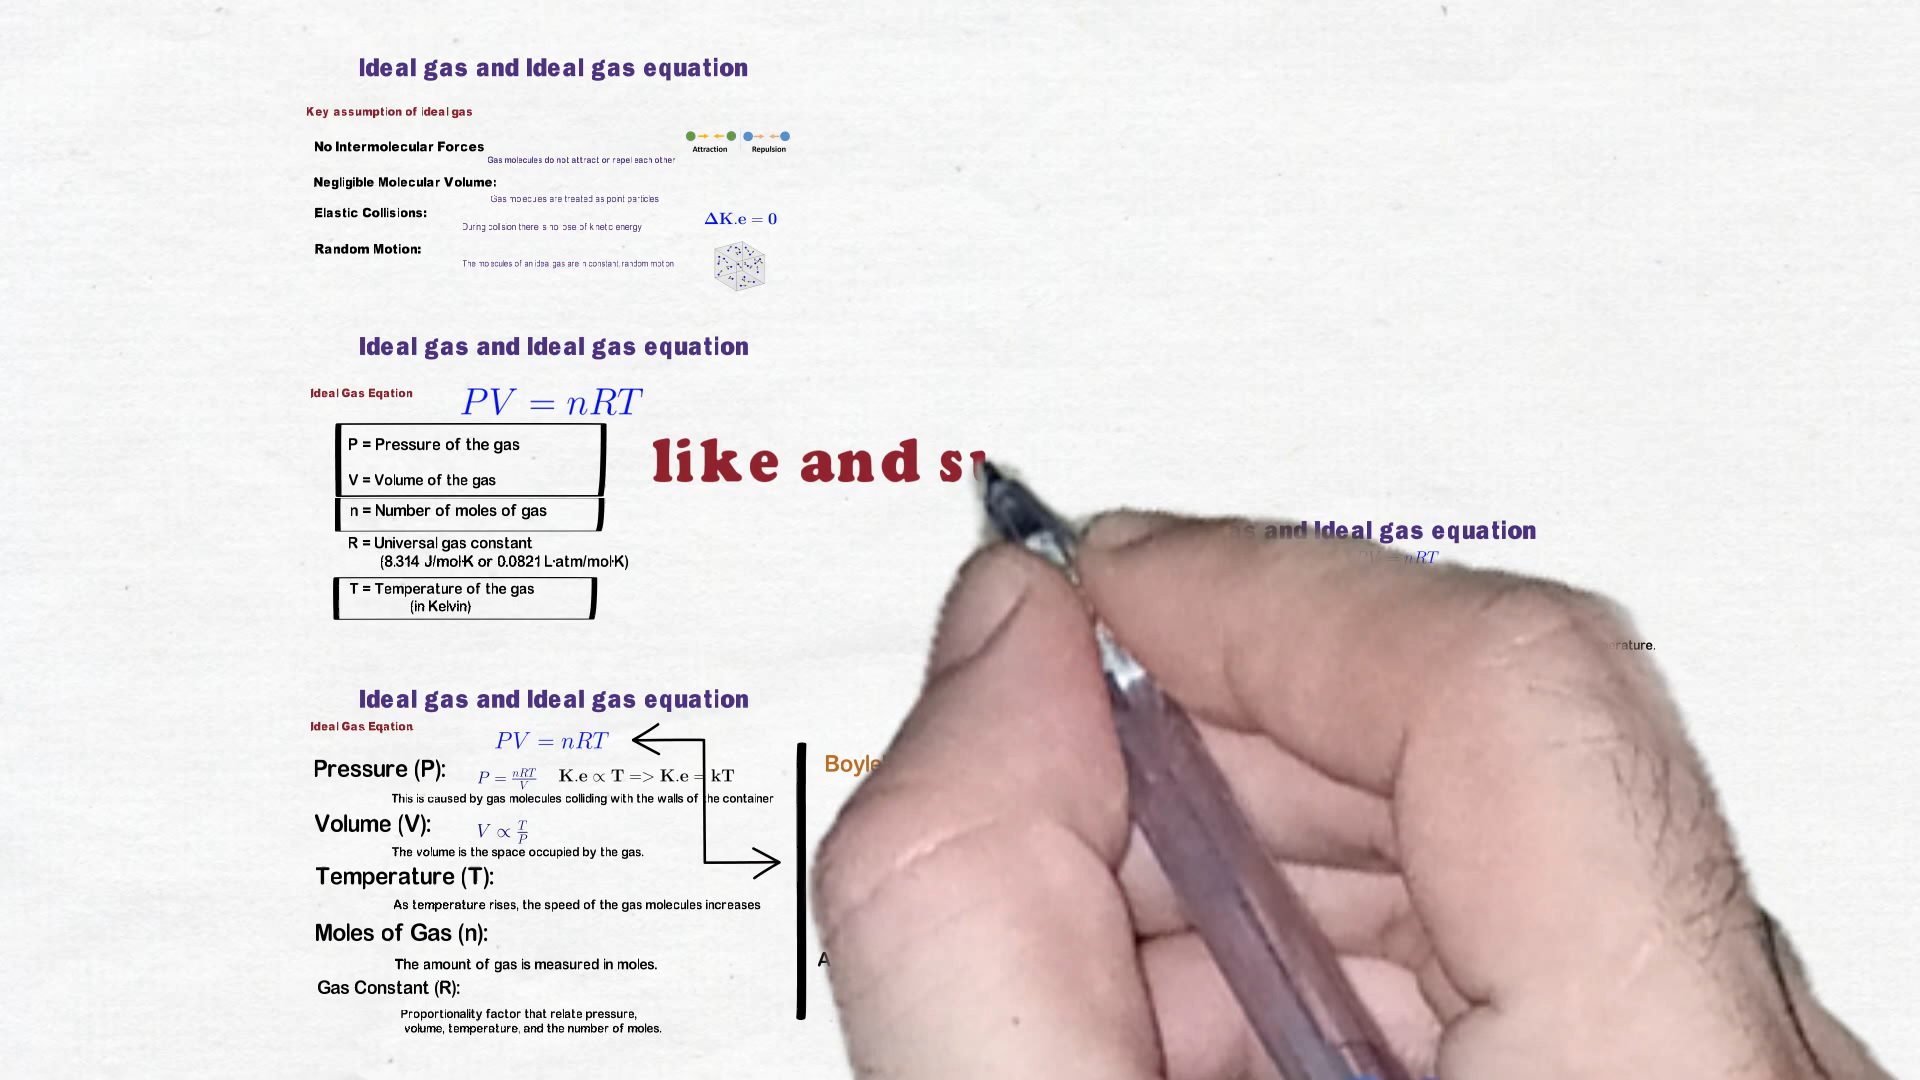 Ideal gas and Ideal gas equation
Key assumption of ideal gas
No Intermolecular Forces
Gas molecules do not attract or repel each other
Attraction
Repulsion
Negligible Molecular Volume:
Gas molecues are treated as point particles
Elastic Collisions:
During collsion there is no lose of kinetic energy
ΔK.e = 0
Random Motion:
The molecules of an ideal gas are in constant, random motion
Ideal gas and Ideal gas equation
Ideal Gas Eqation
PV = nRT
P = Pressure of the gas
V = Volume of the gas
n = Number of moles of gas
R = Universal gas constant
(8.314 J/mol·K or 0.0821 L·atm/mol·K)
T = Temperature of the gas
(in Kelvin)
like and su
and Ideal gas equation
nRT
Ideal gas and Ideal gas equation
Ideal Gas Eqation
PV = nRT
Pressure (P):
P = nRT/V K.e ∝ T => K.e = kT
This is caused by gas molecules colliding with the walls of the container
Volume (V):
V ∝ T/P
The volume is the space occupied by the gas.
Temperature (T):
As temperature rises, the speed of the gas molecules increases
Moles of Gas (n):
The amount of gas is measured in moles.
Gas Constant (R):
Proportionality factor that relate pressure,
volume, temperature, and the number of moles.
Boyle
A